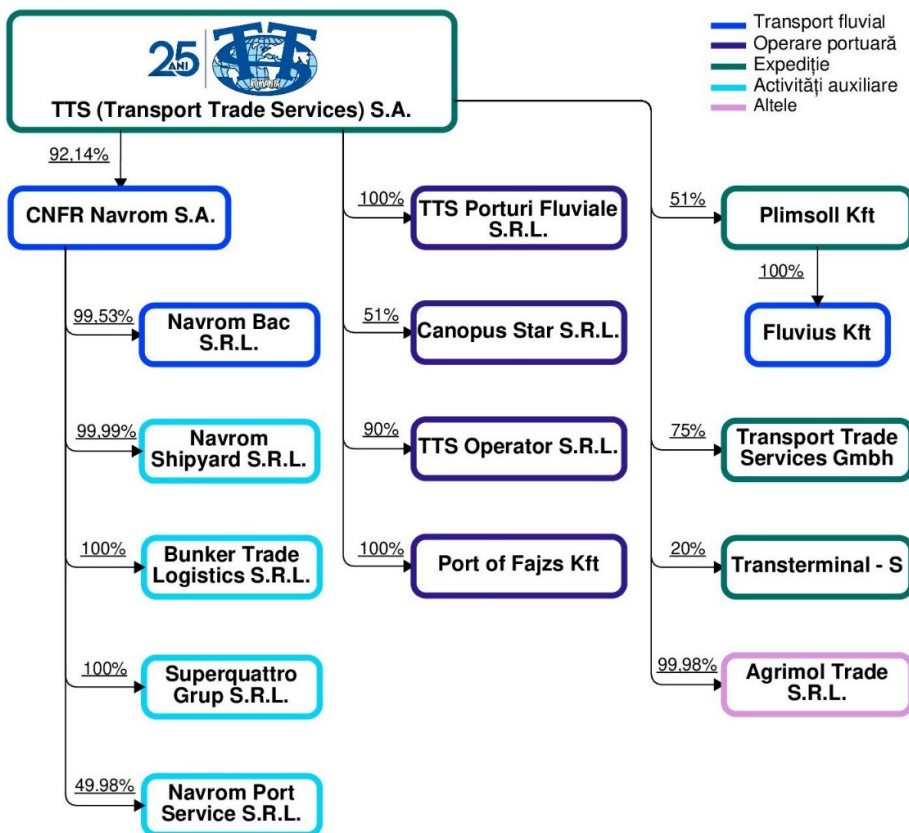 25
ANI
TTS
ROMANIA
TTS (Transport Trade Services) S.A.
Transport fluvial
Operare portuară
Expediție
Activități auxiliare
Altele
92,14%
CNFR Navrom S.A.
99,53%
Navrom Bac
S.R.L.
99,99%
Navrom
Shipyard S.R.L.
100%
Bunker Trade
Logistics S.R.L.
100%
Superquattro
Grup S.R.L.
49.98%
Navrom Port
Service S.R.L.
100%
TTS Porturi Fluviale
S.R.L.
51%
Canopus Star S.R.L.
90%
TTS Operator S.R.L.
100%
Port of Fajzs Kft
51%
Plimsoll Kft
100%
Fluvius Kft
75%
Transport Trade
Services Gmbh
20%
Transterminal - S
99,98%
Agrimol Trade
S.R.L.